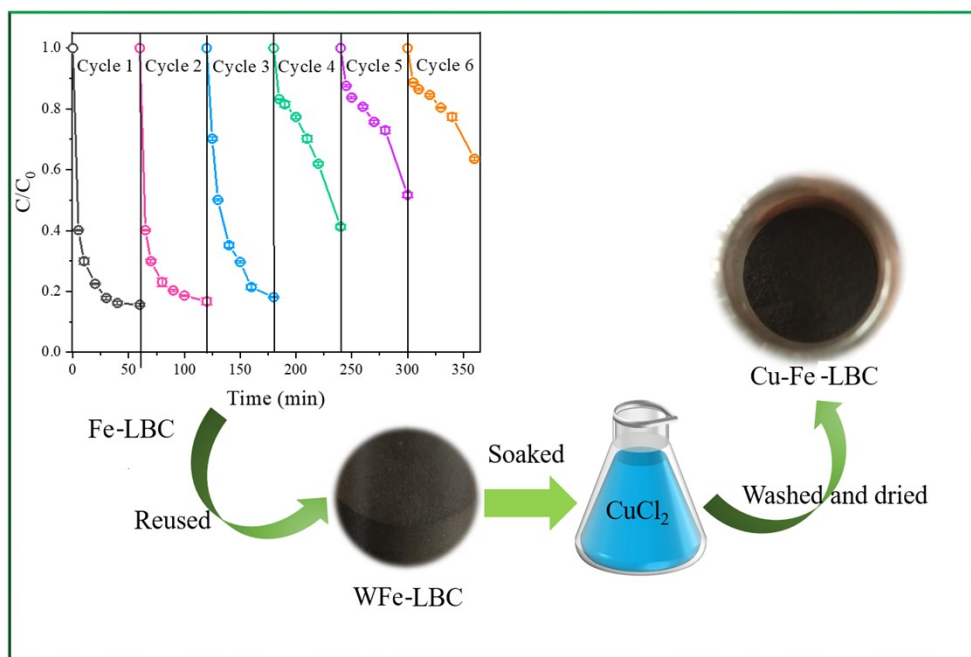 Cycle 1 Cycle 2 Cycle 3 Cycle 4 Cycle 5 Cycle 6
1.0
0.8
0.6
0.4
0.2
0.0
C/C₀
0 50 100 150 200 250 300 350
Time (min)
Fe-LBC
Reused
WFe-LBC
Soaked
CuCl₂
Washed and dried
Cu-Fe -LBC